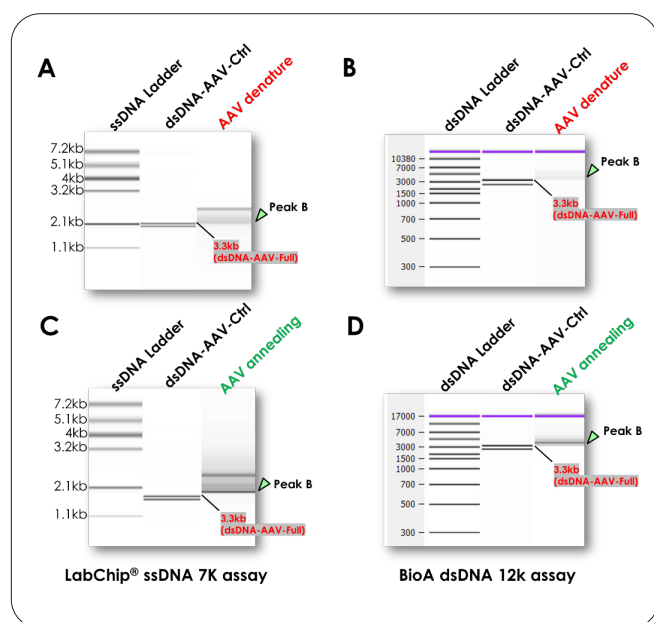 A
ssDNA Ladder
dsDNA-AAV-Ctrl
AAV denature
7.2kb
5.1kb
4kb
3.2kb
2.1kb
1.1kb
Peak B
3.3kb
(dsDNA-AAV-Full)
B
dsDNA Ladder
dsDNA-AAV-Ctrl
AAV denature
10380
7000
3000
1500
1000
700
500
300
Peak B
3.3kb
(dsDNA-AAV-Full)
C
ssDNA Ladder
dsDNA-AAV-Ctrl
AAV annealing
7.2kb
5.1kb
4kb
3.2kb
2.1kb
1.1kb
Peak B
3.3kb
(dsDNA-AAV-Full)
D
dsDNA Ladder
dsDNA-AAV-Ctrl
AAV annealing
17000
7000
3000
1500
1000
700
500
300
Peak B
3.3kb
(dsDNA-AAV-Full)
LabChip® ssDNA 7K assay
BioA dsDNA 12k assay